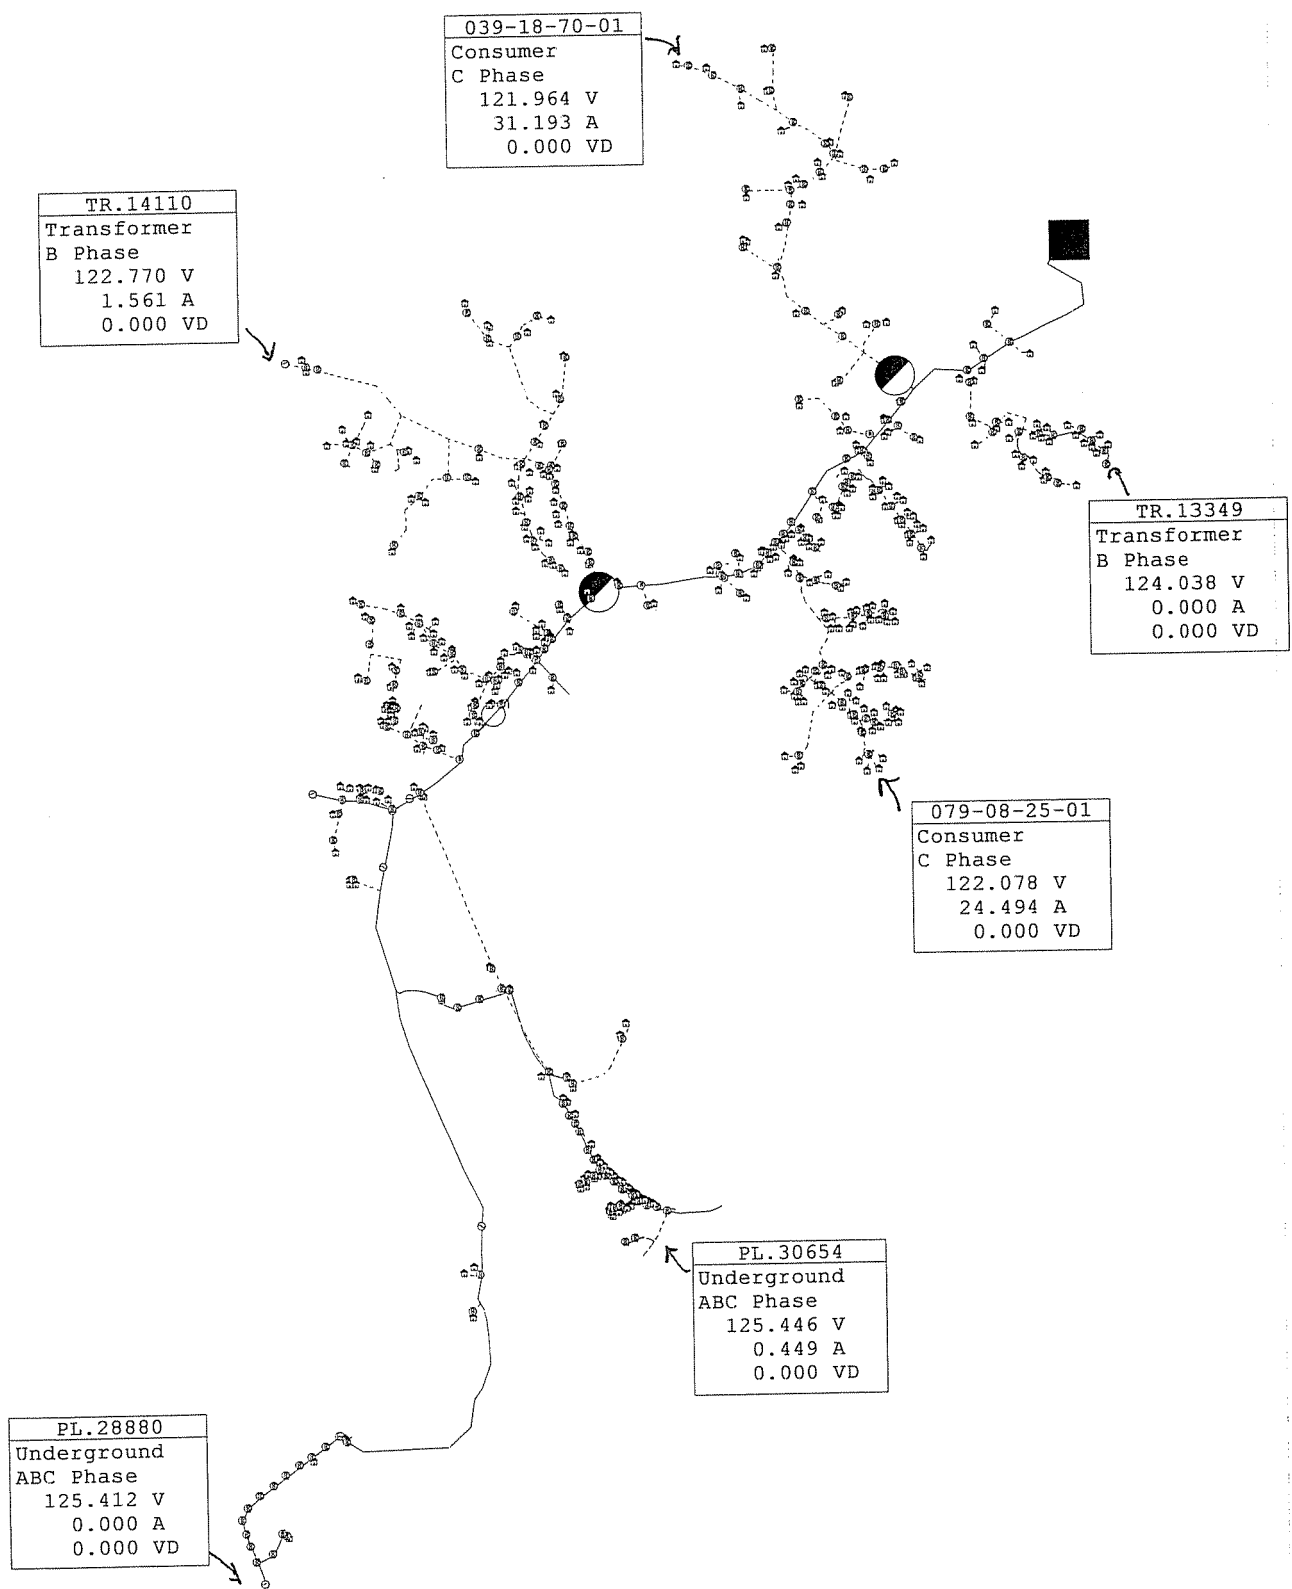 039-18-70-01
Consumer
C Phase
121.964 V
31.193 A
0.000 VD
TR.14110
Transformer
B Phase
122.770 V
1.561 A
0.000 VD
TR.13349
Transformer
B Phase
124.038 V
0.000 A
0.000 VD
079-08-25-01
Consumer
C Phase
122.078 V
24.494 A
0.000 VD
PL.30654
Underground
ABC Phase
125.446 V
0.449 A
0.000 VD
PL.28880
Underground
ABC Phase
125.412 V
0.000 A
0.000 VD